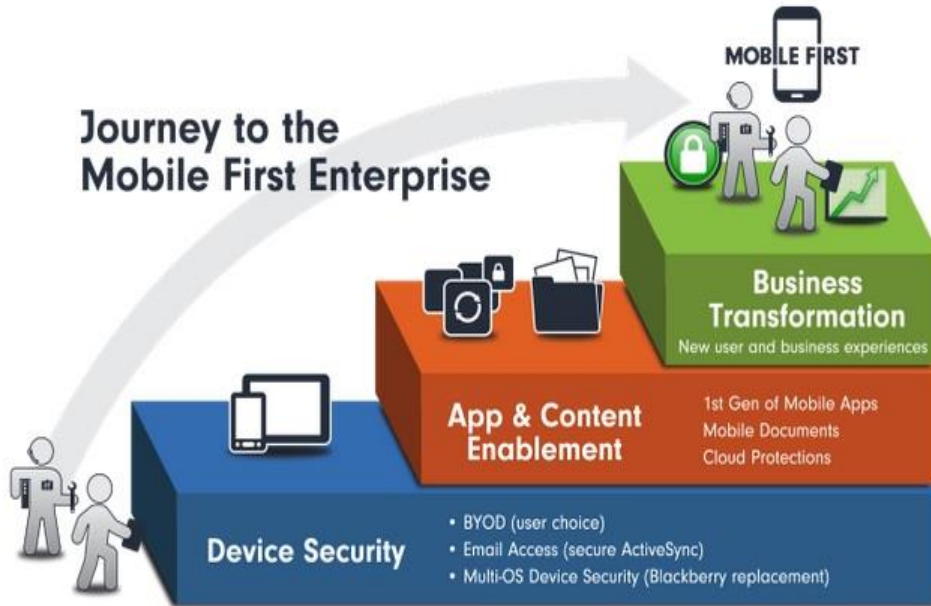 MOBILE FIRST
Journey to the
Mobile First Enterprise
Business
Transformation
New user and business experiences
App & Content
Enablement
1st Gen of Mobile Apps
Mobile Documents
Cloud Protections
Device Security
• BYOD (user choice)
• Email Access (secure ActiveSync)
• Multi-OS Device Security (Blackberry replacement)